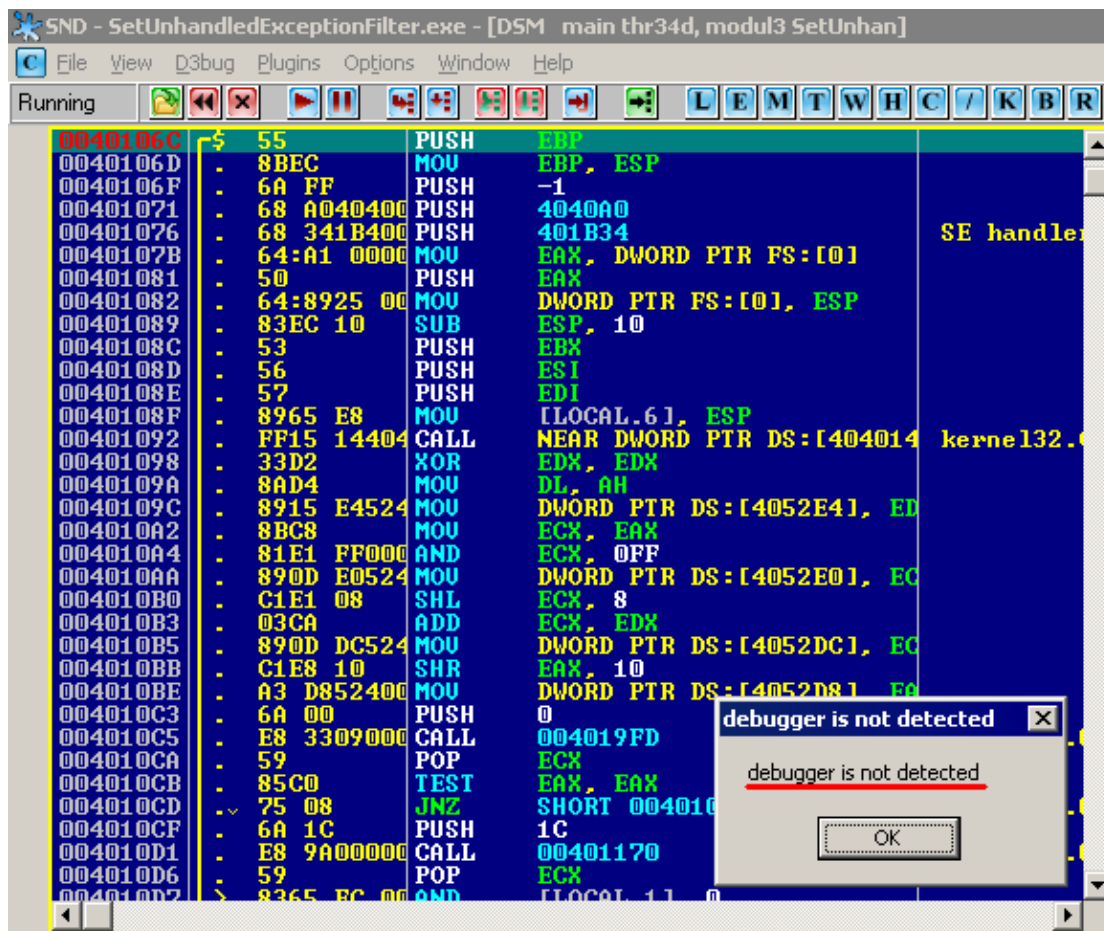 SND - SetUnhandledExceptionFilter.exe - [DSM main thr34d, modul3 SetUnhan]
C File View D3bug Plugins Options Window Help
Running L E M T W H C / K B R
0040106C $ 55 PUSH EBP
0040106D . 8BEC MOV EBP, ESP
0040106F . 6A FF PUSH -1
00401071 . 68 A040400 PUSH 4040A0
00401076 . 68 341B400 PUSH 401B34 SE handler
0040107B . 64:A1 0000 MOV EAX, DWORD PTR FS:[0]
00401081 . 50 PUSH EAX
00401082 . 64:8925 00 MOV DWORD PTR FS:[0], ESP
00401089 . 83EC 10 SUB ESP, 10
0040108C . 53 PUSH EBX
0040108D . 56 PUSH ESI
0040108E . 57 PUSH EDI
0040108F . 8965 E8 MOV [LOCAL.6], ESP
00401092 . FF15 14404 CALL NEAR DWORD PTR DS:[404014 kernel32.
00401098 . 33D2 XOR EDX, EDX
0040109A . 8AD4 MOV DL, AH
0040109C . 8915 E4524 MOV DWORD PTR DS:[4052E4], ED
004010A2 . 8BC8 MOV ECX, EAX
004010A4 . 81E1 FF000 AND ECX, 0FF
004010AA . 890D E0524 MOV DWORD PTR DS:[4052E0], EC
004010B0 . C1E1 08 SHL ECX, 8
004010B3 . 03CA ADD ECX, EDX
004010B5 . 890D DC524 MOV DWORD PTR DS:[4052DC], EC
004010BB . C1E8 10 SHR EAX, 10
004010BE . A3 D852400 MOV DWORD PTR DS:[4052D8], EA
004010C3 . 6A 00 PUSH 0
004010C5 . E8 3309000 CALL 004019FD
004010CA . 59 POP ECX
004010CB . 85C0 TEST EAX, EAX
004010CD . 75 08 JNZ SHORT 004010
004010CF . 6A 1C PUSH 1C
004010D1 . E8 9A00000 CALL 00401170
004010D6 . 59 POP ECX
004010D7 > 8365 FC 00 AND [LOCAL.1], 0
debugger is not detected
debugger is not detected
OK